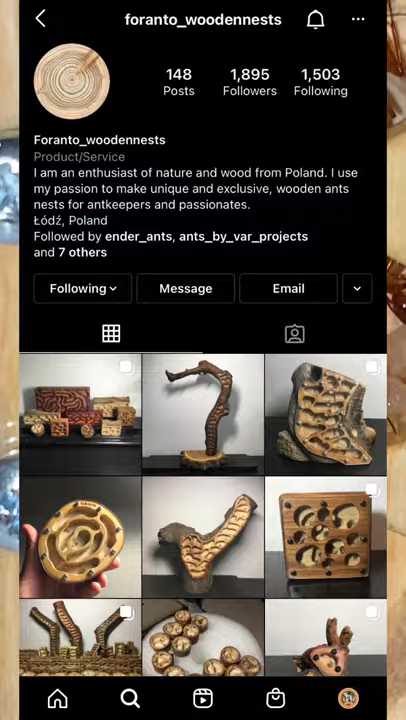 foranto_woodennests
148
1,895
1,503
Posts
Followers
Following
Foranto_woodennests
Product/Service
I am an enthusiast of nature and wood from Poland. I use
my passion to make unique and exclusive, wooden ants
nests for antkeepers and passionates.
Łódź, Poland
Followed by ender_ants, ants_by_var_projects
and 7 others
Following
Message
Email